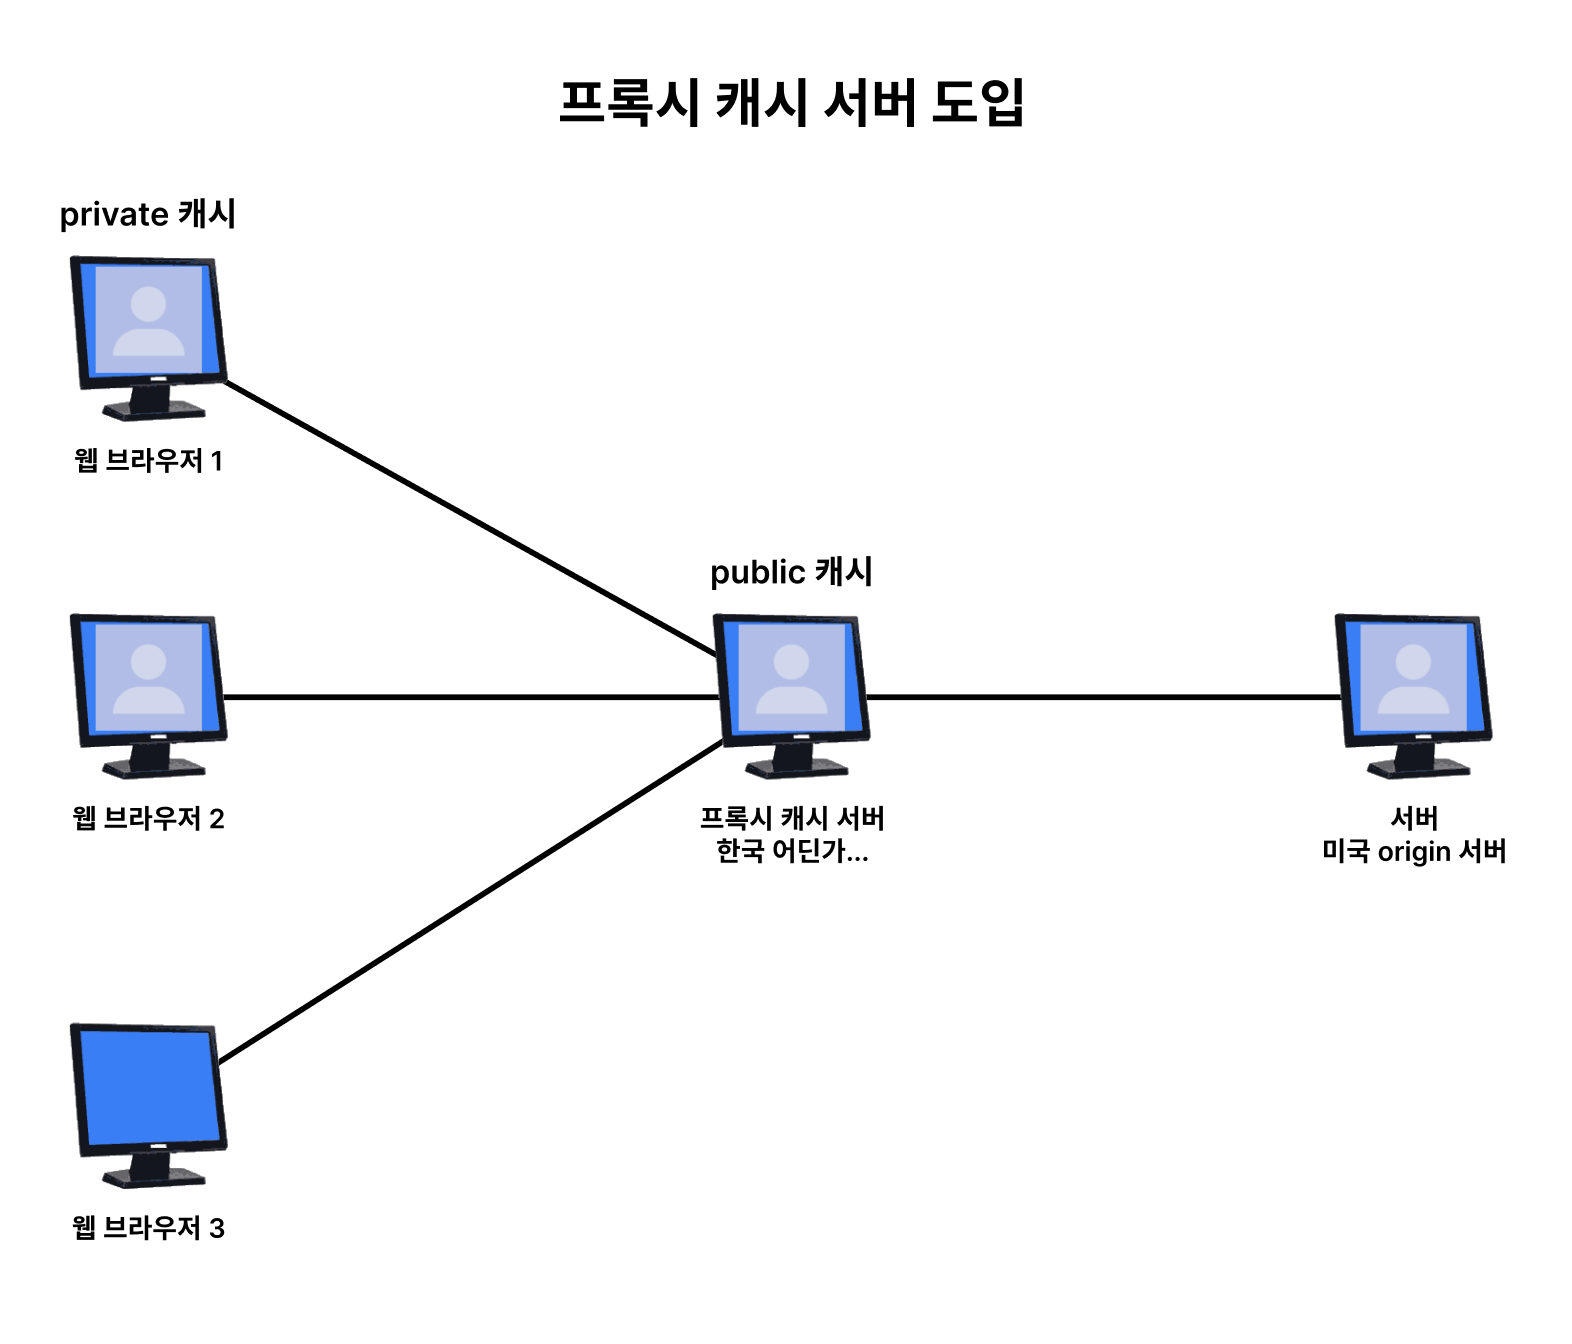 프록시 캐시 서버 도입
private 캐시
웹 브라우저 1
public 캐시
웹 브라우저 2
프록시 캐시 서버
한국 어딘가...
서버
미국 origin 서버
웹 브라우저 3